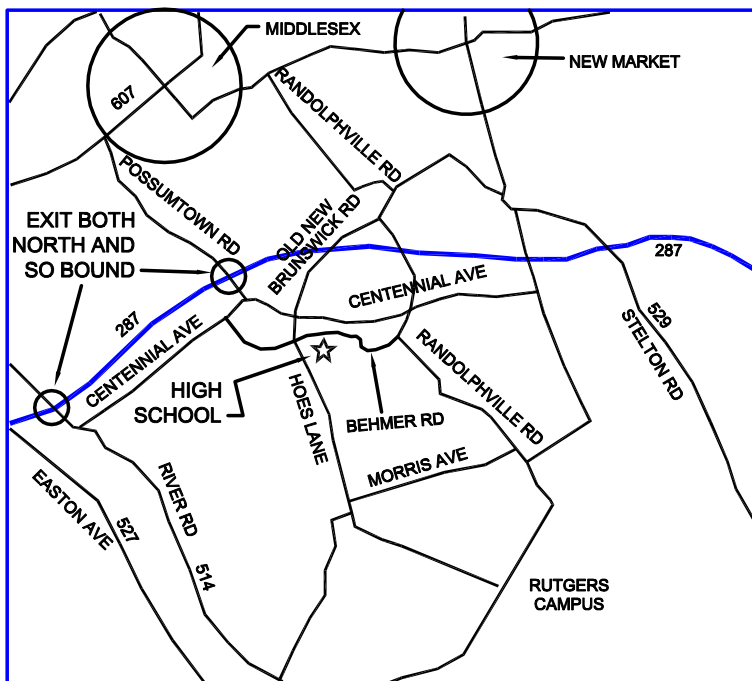 MIDDLESEX
NEW MARKET
607
RANDOLPHVILLE RD
POSSUMTOWN RD
OLD NEW
BRUNSWICK RD
EXIT BOTH
NORTH AND
SO BOUND
287
CENTENNIAL AVE
287
CENTENNIAL AVE
529
STELTON RD
HIGH
SCHOOL
HOES LANE
BEHMER RD
RANDOLPHVILLE RD
MORRIS AVE
EASTON AVE
527
RIVER RD
514
RUTGERS
CAMPUS